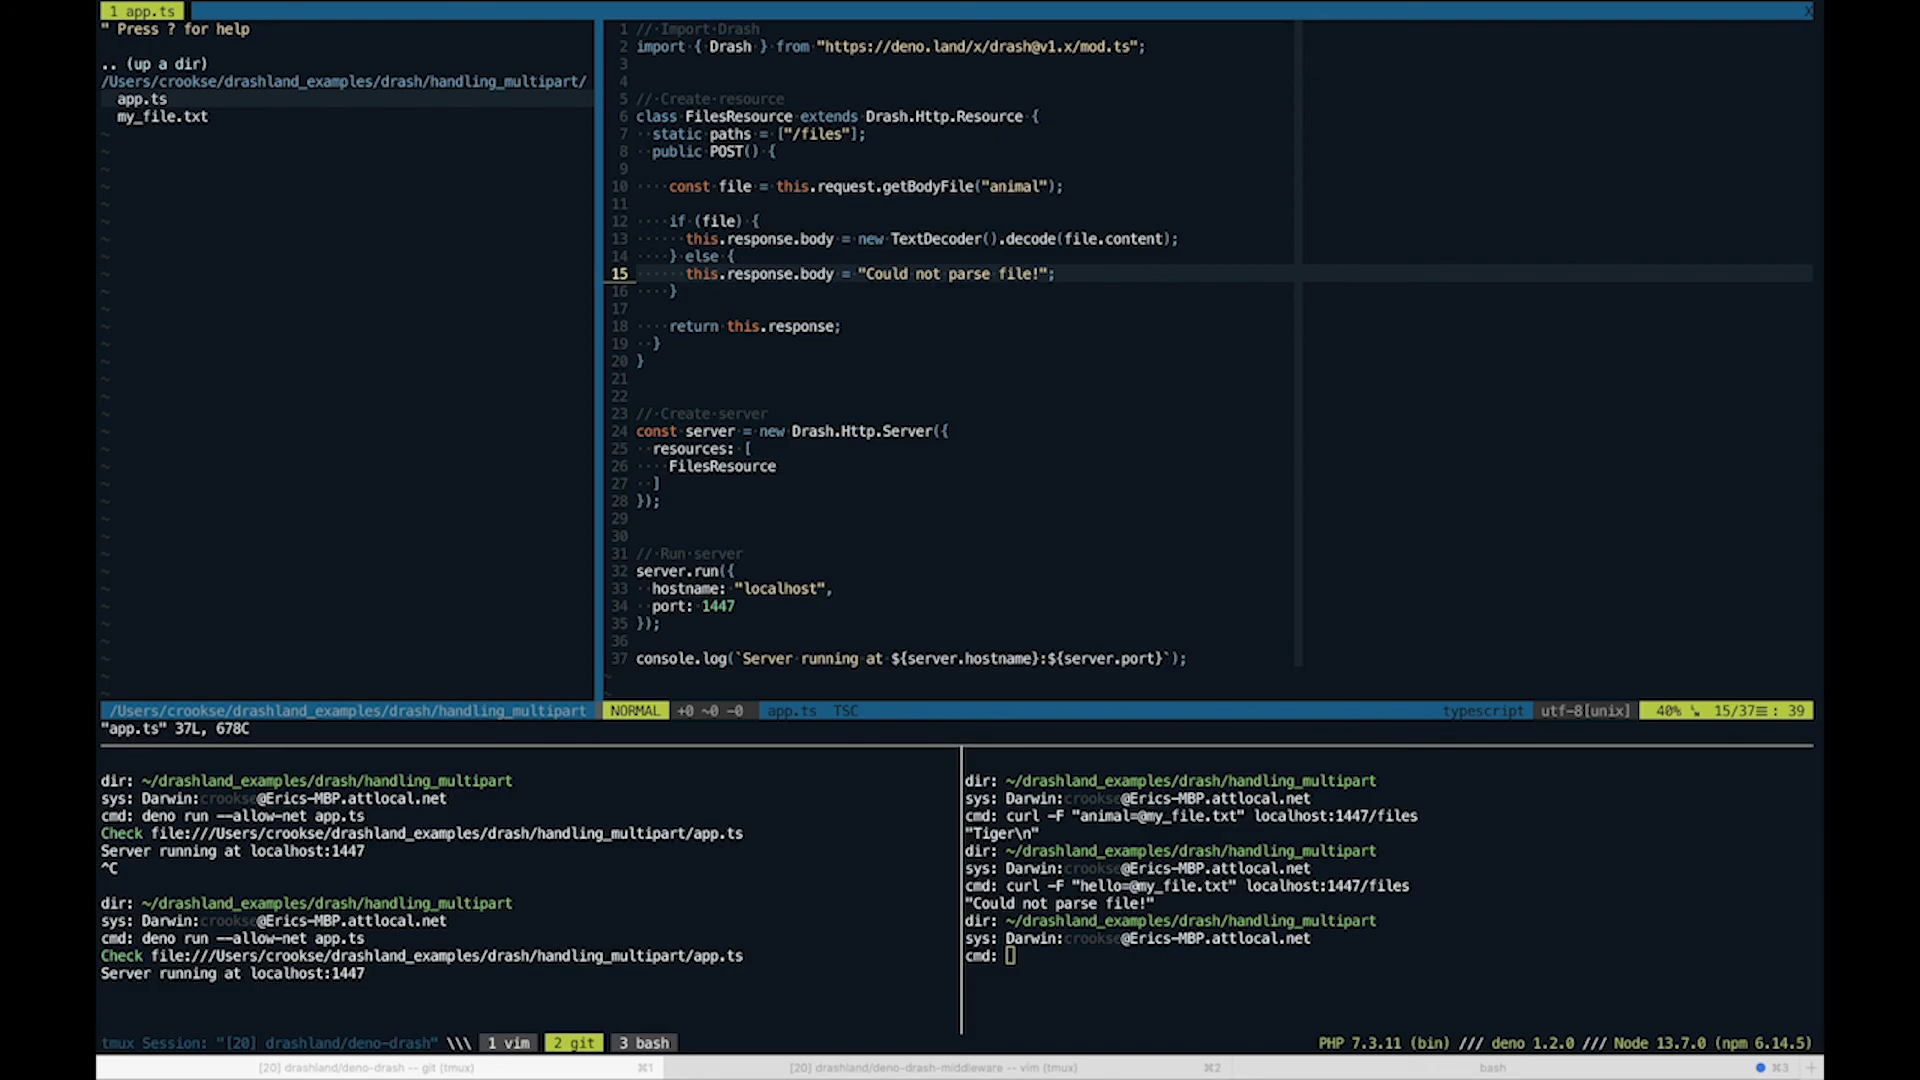 1 app.ts
X
" Press ? for help
.. (up a dir)
/Users/crookse/drashland_examples/drash/handling_multipart/
app.ts
my_file.txt
1 // Import Drash
2 import { Drash } from "https://deno.land/x/drash@v1.x/mod.ts";
3
4
5 // Create resource
6 class FilesResource extends Drash.Http.Resource {
7 static paths = ["/files"];
8 public POST() {
9
10 const file = this.request.getBodyFile("animal");
11
12 if (file) {
13 this.response.body = new TextDecoder().decode(file.content);
14 } else {
15 this.response.body = "Could not parse file!";
16 }
17
18 return this.response;
19 }
20 }
21
22
23 // Create server
24 const server = new Drash.Http.Server({
25 resources: [
26 FilesResource
27 ]
28 });
29
30
31 // Run server
32 server.run({
33 hostname: "localhost",
34 port: 1447
35 });
36
37 console.log(`Server running at ${server.hostname}:${server.port}`);
/Users/crookse/drashland_examples/drash/handling_multipart NORMAL +0 ~0 -0 app.ts TSC typescript utf-8[unix] 40% ␤ 15/37☰: 39
"app.ts" 37L, 678C
dir: ~/drashland_examples/drash/handling_multipart
sys: Darwin:crookse@Erics-MBP.attlocal.net
cmd: deno run --allow-net app.ts
Check file:///Users/crookse/drashland_examples/drash/handling_multipart/app.ts
Server running at localhost:1447
^C
dir: ~/drashland_examples/drash/handling_multipart
sys: Darwin:crookse@Erics-MBP.attlocal.net
cmd: deno run --allow-net app.ts
Check file:///Users/crookse/drashland_examples/drash/handling_multipart/app.ts
Server running at localhost:1447
dir: ~/drashland_examples/drash/handling_multipart
sys: Darwin:crookse@Erics-MBP.attlocal.net
cmd: curl -F "animal=@my_file.txt" localhost:1447/files
"Tiger\n"
dir: ~/drashland_examples/drash/handling_multipart
sys: Darwin:crookse@Erics-MBP.attlocal.net
cmd: curl -F "hello=@my_file.txt" localhost:1447/files
"Could not parse file!"
dir: ~/drashland_examples/drash/handling_multipart
sys: Darwin:crookse@Erics-MBP.attlocal.net
cmd:
tmux Session: "[20] drashland/deno-drash" \\\ 1 vim 2 git 3 bash PHP 7.3.11 (bin) /// deno 1.2.0 /// Node 13.7.0 (npm 6.14.5)
[20] drashland/deno-drash -- git (tmux) ⌘1 [20] drashland/deno-drash-middleware -- vim (tmux) ⌘2 bash ⌘3 +